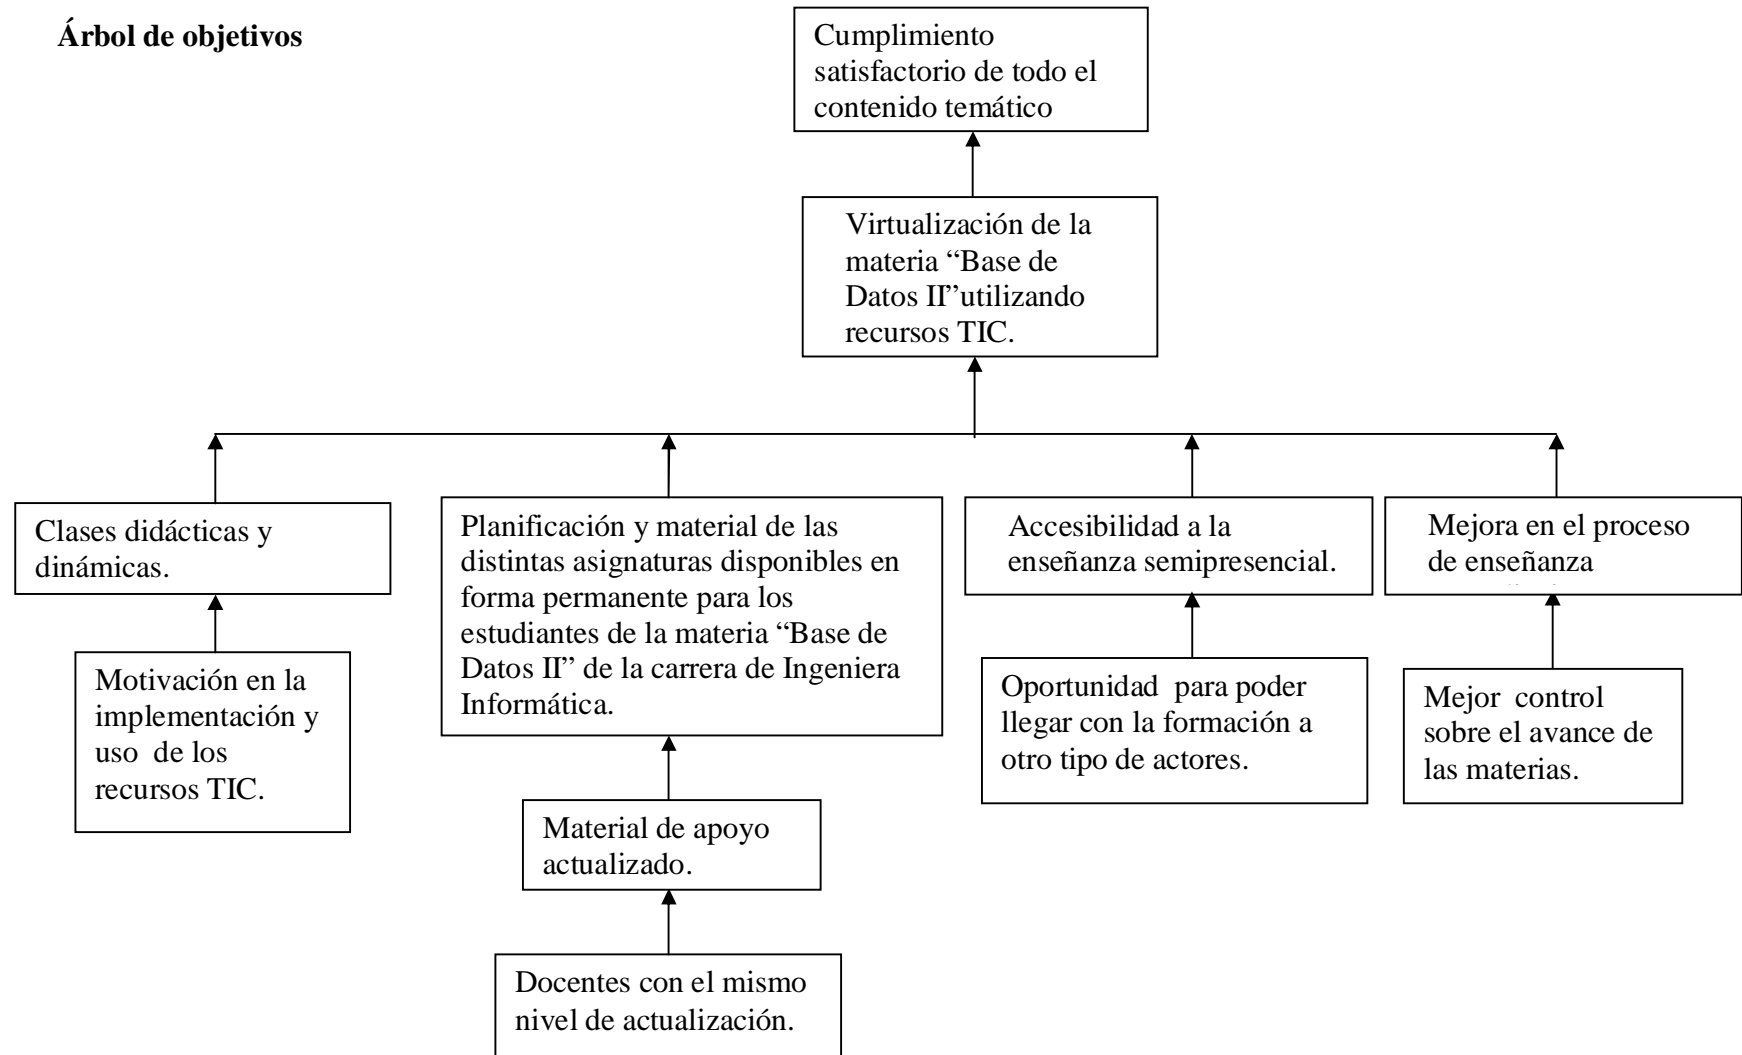 Árbol de objetivos
Cumplimiento
satisfactorio de todo el
contenido temático
Virtualización de la
materia “Base de
Datos II”utilizando
recursos TIC.
Clases didácticas y
dinámicas.
Planificación y material de las
distintas asignaturas disponibles en
forma permanente para los
estudiantes de la materia “Base de
Datos II” de la carrera de Ingeniera
Informática.
Accesibilidad a la
enseñanza semipresencial.
Mejora en el proceso
de enseñanza
Motivación en la
implementación y
uso de los
recursos TIC.
Oportunidad para poder
llegar con la formación a
otro tipo de actores.
Mejor control
sobre el avance de
las materias.
Material de apoyo
actualizado.
Docentes con el mismo
nivel de actualización.